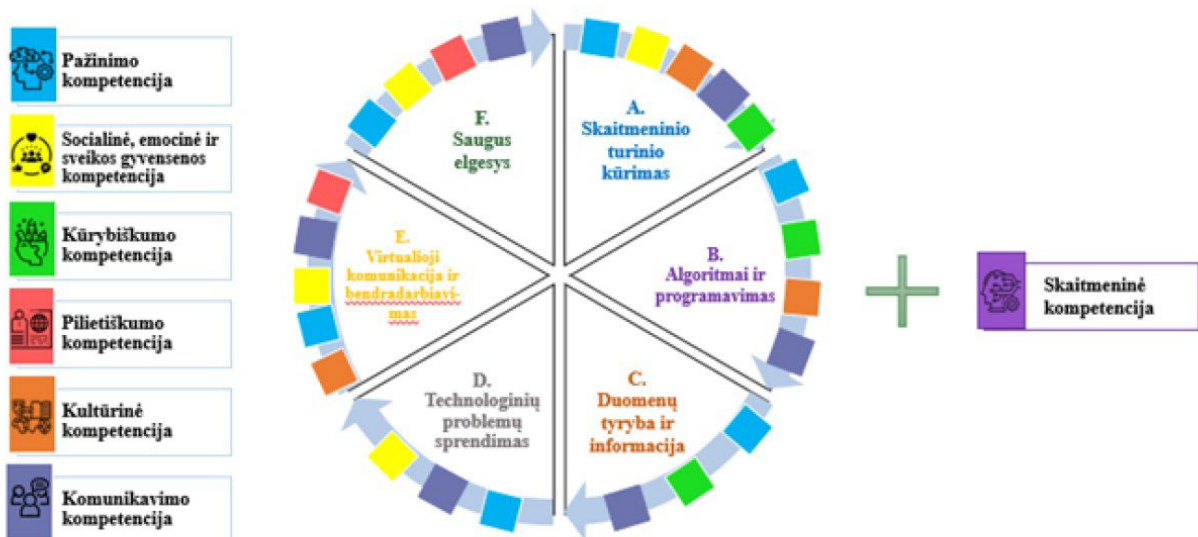 Pažinimo
kompetencija
Socialinė, emocinė ir
sveikos gyvensenos
kompetencija
Kūrybiškumo
kompetencija
Pilietiškumo
kompetencija
Kultūrinė
kompetencija
Komunikavimo
kompetencija
F.
Saugus
elgesys
A.
Skaitmeninio
turinio
kūrimas
E.
Virtualioji
komunikacija ir
bendradarbiavi-
mas
B.
Algoritmai ir
programavimas
D.
Technologinių
problemų
sprendimas
C.
Duomenų
tyryba ir
informacija
Skaitmeninė
kompetencija